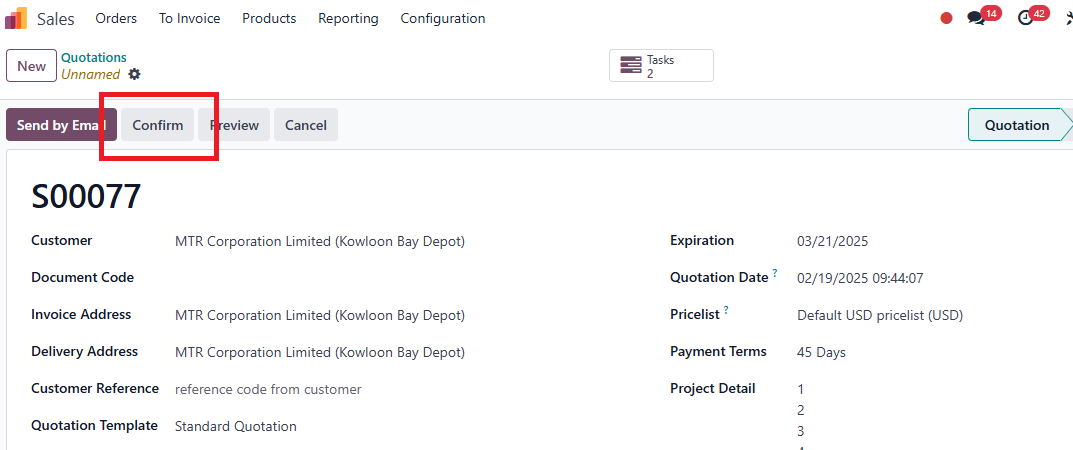 Sales Orders To Invoice Products Reporting Configuration 14 42
New Quotations
Unnamed
Tasks
2
Send by Email Confirm Preview Cancel Quotation
S00077
Customer MTR Corporation Limited (Kowloon Bay Depot) Expiration 03/21/2025
Document Code Quotation Date ? 02/19/2025 09:44:07
Invoice Address MTR Corporation Limited (Kowloon Bay Depot) Pricelist ? Default USD pricelist (USD)
Delivery Address MTR Corporation Limited (Kowloon Bay Depot) Payment Terms 45 Days
Customer Reference reference code from customer Project Detail 1
2
Quotation Template Standard Quotation 3